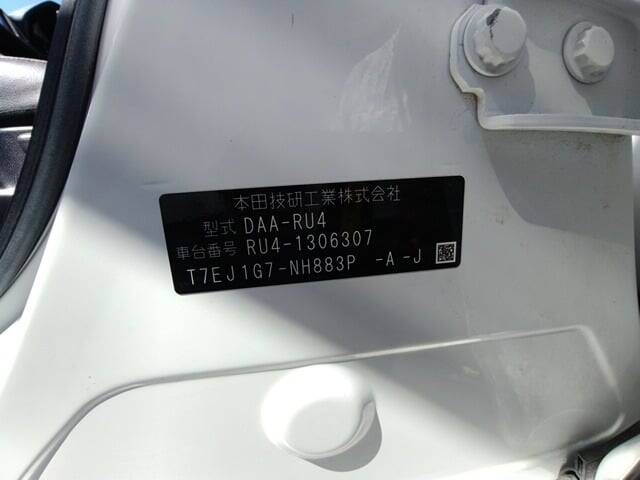 本田技研工業株式会社
型式 DAA-RU4
車台番号 RU4-1306307
T7EJ1G7-NH883P -A -J